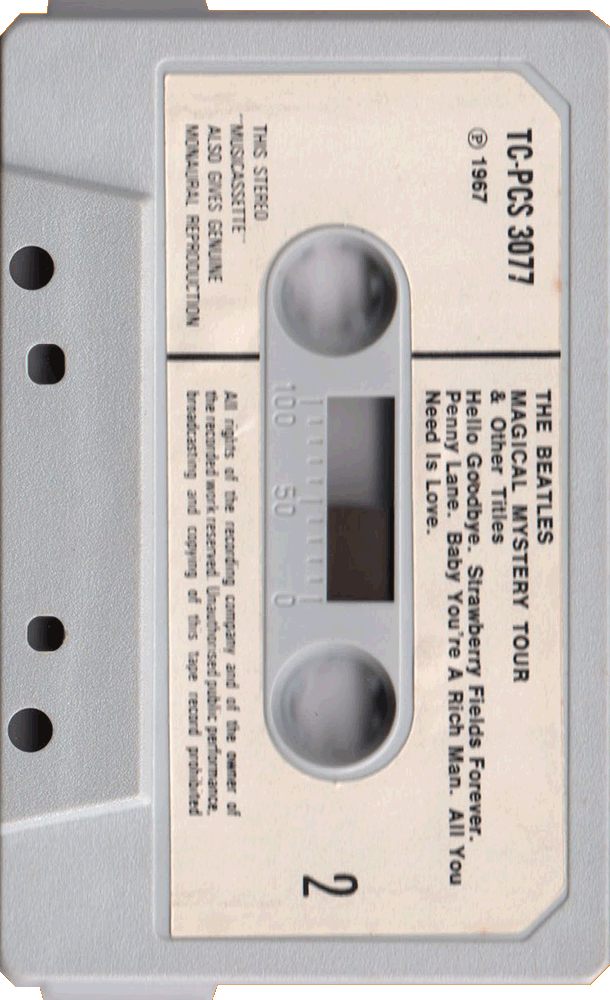 TC-PCS 3077
℗ 1967
THE BEATLES
MAGICAL MYSTERY TOUR
& Other Titles
Hello Goodbye. Strawberry Fields Forever.
Penny Lane. Baby You're A Rich Man. All You
Need Is Love.
100 50 0
2
THIS STEREO
"MUSICASSETTE"
ALSO GIVES GENUINE
MONAURAL REPRODUCTION
All rights of the recording company and of the owner of
the recorded work reserved. Unauthorised public performance,
broadcasting and copying of this tape record prohibited